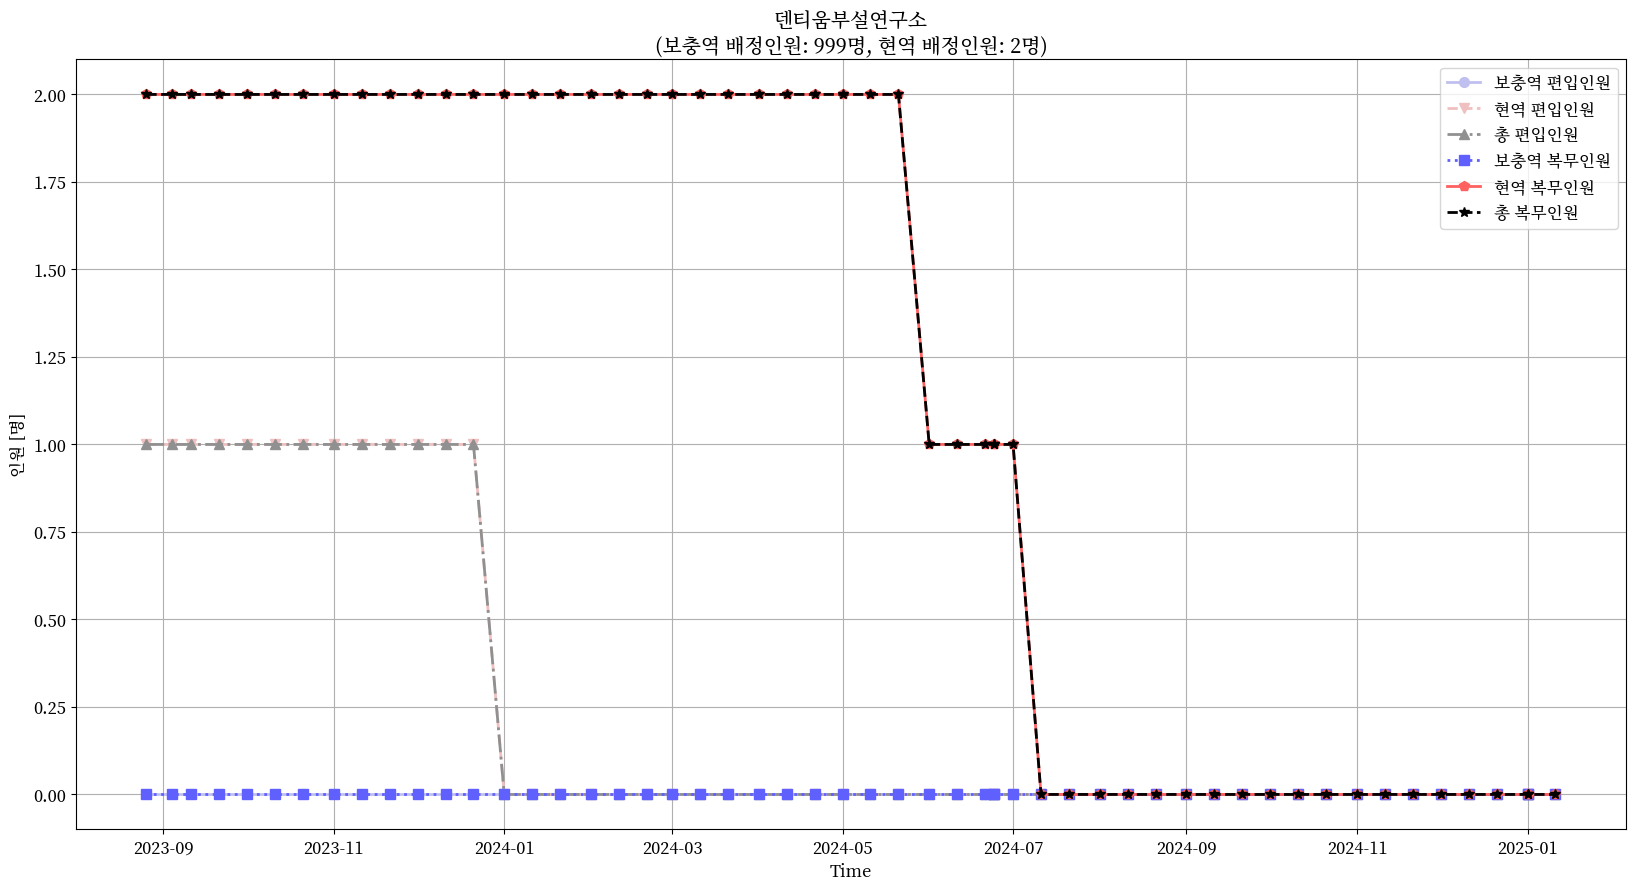 덴티움부설연구소
(보충역 배정인원: 999명, 현역 배정인원: 2명)
보충역 편입인원
현역 편입인원
총 편입인원
보충역 복무인원
현역 복무인원
총 복무인원
인원 [명]
2.00
1.75
1.50
1.25
1.00
0.75
0.50
0.25
0.00
2023-09
2023-11
2024-01
2024-03
2024-05
2024-07
2024-09
2024-11
2025-01
Time